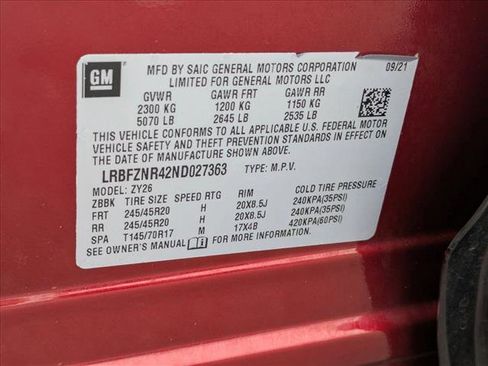 GM
MFD BY SAIC GENERAL MOTORS CORPORATION 09/21
LIMITED FOR GENERAL MOTORS LLC
GVWR GAWR FRT GAWR RR
2300 KG 1200 KG 1150 KG
5070 LB 2645 LB 2535 LB
THIS VEHICLE CONFORMS TO ALL APPLICABLE U.S. FEDERAL MOTOR
VEHICLE SAFETY AND THEFT PREVENTION STANDARDS IN EFFECT ON THE
DATE OF MANUFACTURE SHOWN ABOVE.
LRBFZNR42ND027363 TYPE: M.P.V.
MODEL: ZY26
ZBBK TIRE SIZE SPEED RTG RIM COLD TIRE PRESSURE
FRT 245/45R20 H 20X8.5J 240KPA(35PSI)
RR 245/45R20 H 20X8.5J 240KPA(35PSI)
SPA T145/70R17 M 17X4B 420KPA(60PSI)
SEE OWNER'S MANUAL